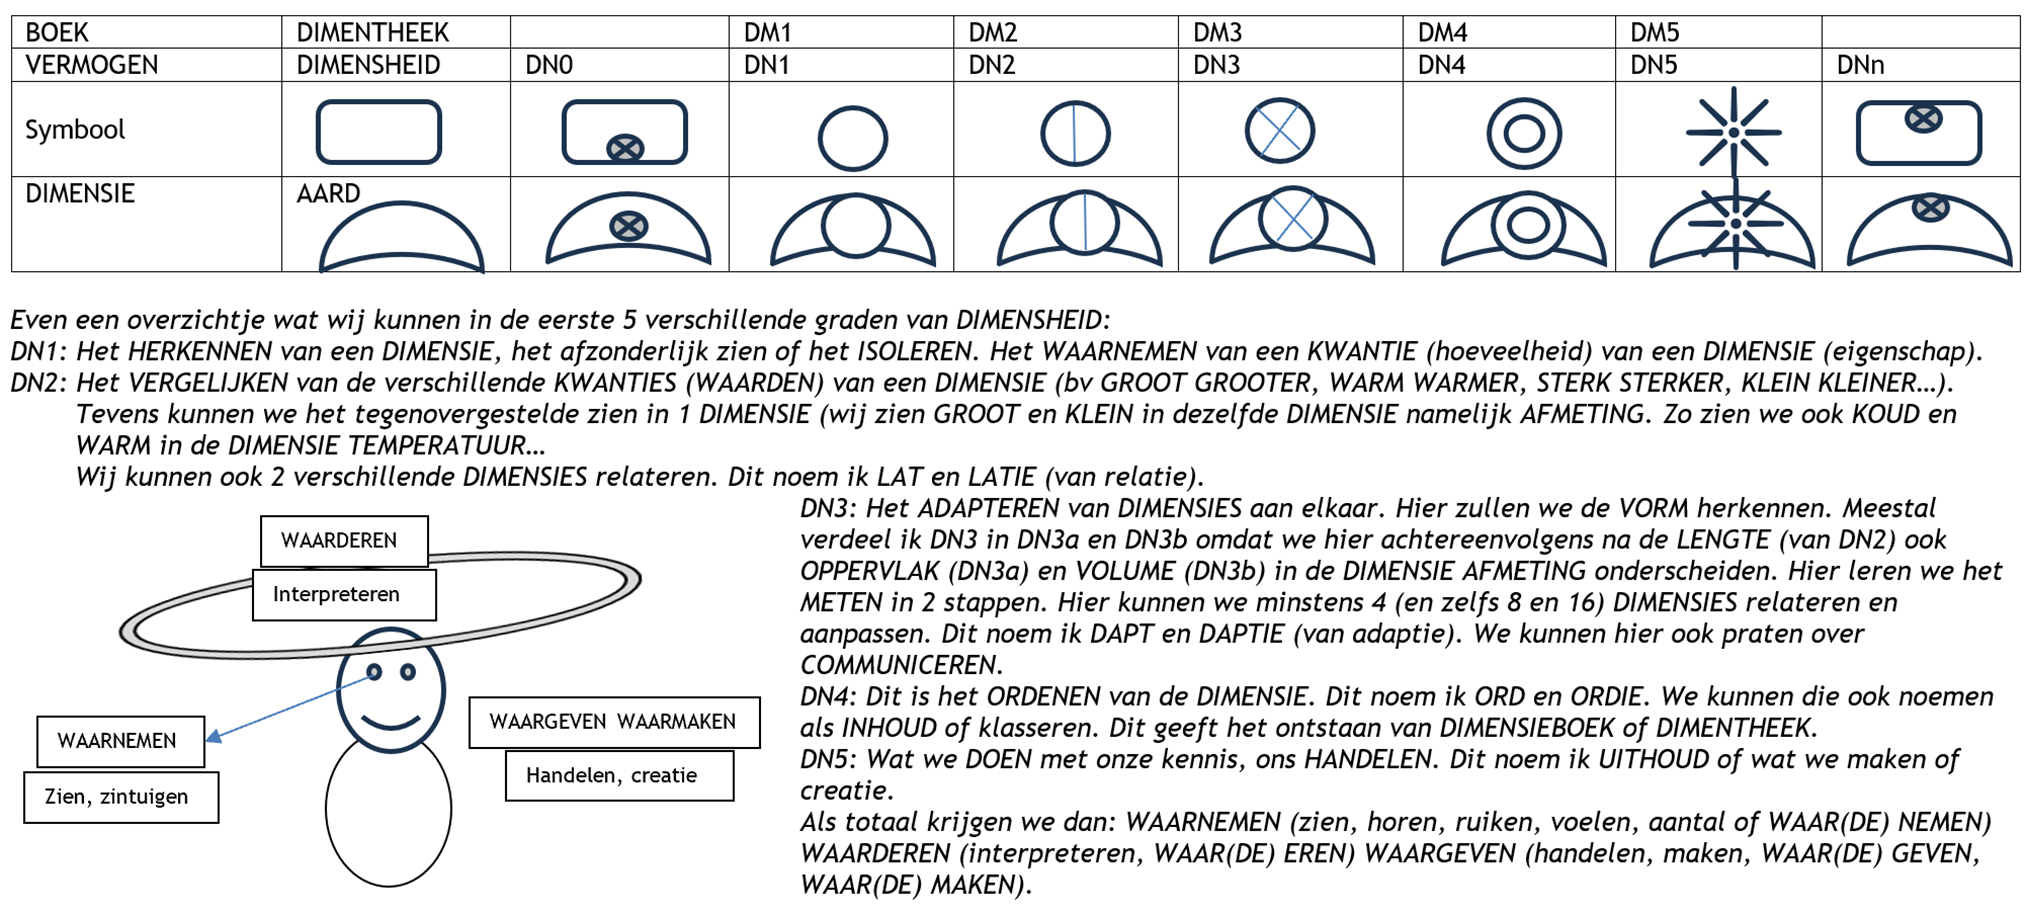 BOEK DIMENTHEEK DM1 DM2 DM3 DM4 DM5
VERMOGEN DIMENSHEID DN0 DN1 DN2 DN3 DN4 DN5 DNn
Symbool
DIMENSIE AARD
Even een overzichtje wat wij kunnen in de eerste 5 verschillende graden van DIMENSHEID:
DN1: Het HERKENNEN van een DIMENSIE, het afzonderlijk zien of het ISOLEREN. Het WAARNEMEN van een KWANTIE (hoeveelheid) van een DIMENSIE (eigenschap).
DN2: Het VERGELIJKEN van de verschillende KWANTIES (WAARDEN) van een DIMENSIE (bv GROOT GROOTER, WARM WARMER, STERK STERKER, KLEIN KLEINER…).
Tevens kunnen we het tegenovergestelde zien in 1 DIMENSIE (wij zien GROOT en KLEIN in dezelfde DIMENSIE namelijk AFMETING. Zo zien we ook KOUD en
WARM in de DIMENSIE TEMPERATUUR…
Wij kunnen ook 2 verschillende DIMENSIES relateren. Dit noem ik LAT en LATIE (van relatie).
DN3: Het ADAPTEREN van DIMENSIES aan elkaar. Hier zullen we de VORM herkennen. Meestal
verdeel ik DN3 in DN3a en DN3b omdat we hier achtereenvolgens na de LENGTE (van DN2) ook
OPPERVLAK (DN3a) en VOLUME (DN3b) in de DIMENSIE AFMETING onderscheiden. Hier leren we het
METEN in 2 stappen. Hier kunnen we minstens 4 (en zelfs 8 en 16) DIMENSIES relateren en
aanpassen. Dit noem ik DAPT en DAPTIE (van adaptie). We kunnen hier ook praten over
COMMUNICEREN.
DN4: Dit is het ORDENEN van de DIMENSIE. Dit noem ik ORD en ORDIE. We kunnen die ook noemen
als INHOUD of klasseren. Dit geeft het ontstaan van DIMENSIEBOEK of DIMENTHEEK.
DN5: Wat we DOEN met onze kennis, ons HANDELEN. Dit noem ik UITHOUD of wat we maken of
creatie.
Als totaal krijgen we dan: WAARNEMEN (zien, horen, ruiken, voelen, aantal of WAAR(DE) NEMEN)
WAARDEREN (interpreteren, WAAR(DE) EREN) WAARGEVEN (handelen, maken, WAAR(DE) GEVEN,
WAAR(DE) MAKEN).
WAARDEREN
Interpreteren
WAARNEMEN
Zien, zintuigen
WAARGEVEN WAARMAKEN
Handelen, creatie